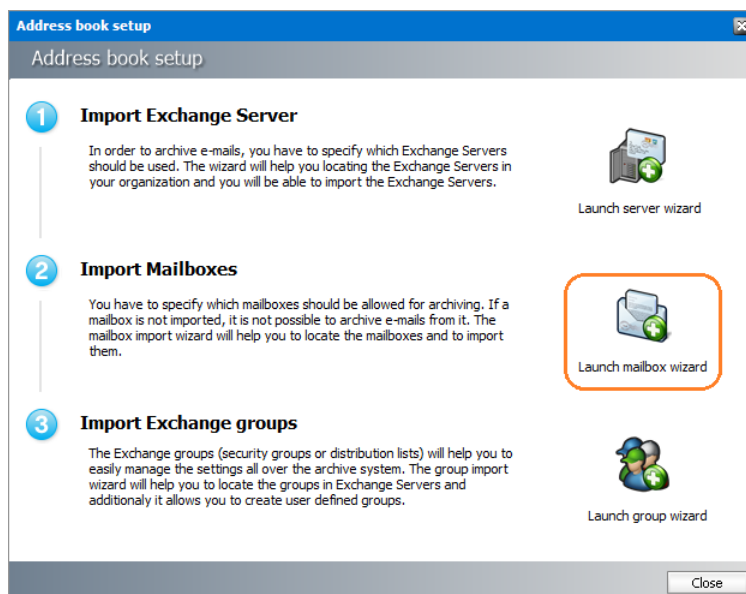 Address book setup
Address book setup
1
Import Exchange Server
In order to archive e-mails, you have to specify which Exchange Servers
should be used. The wizard will help you locating the Exchange Servers in
your organization and you will be able to import the Exchange Servers.
Launch server wizard
2
Import Mailboxes
You have to specify which mailboxes should be allowed for archiving. If a
mailbox is not imported, it is not possible to archive e-mails from it. The
mailbox import wizard will help you to locate the mailboxes and to import
them.
Launch mailbox wizard
3
Import Exchange groups
The Exchange groups (security groups or distribution lists) will help you to
easily manage the settings all over the archive system. The group import
wizard will help you to locate the groups in Exchange Servers and
additionaly it allows you to create user defined groups.
Launch group wizard
Close